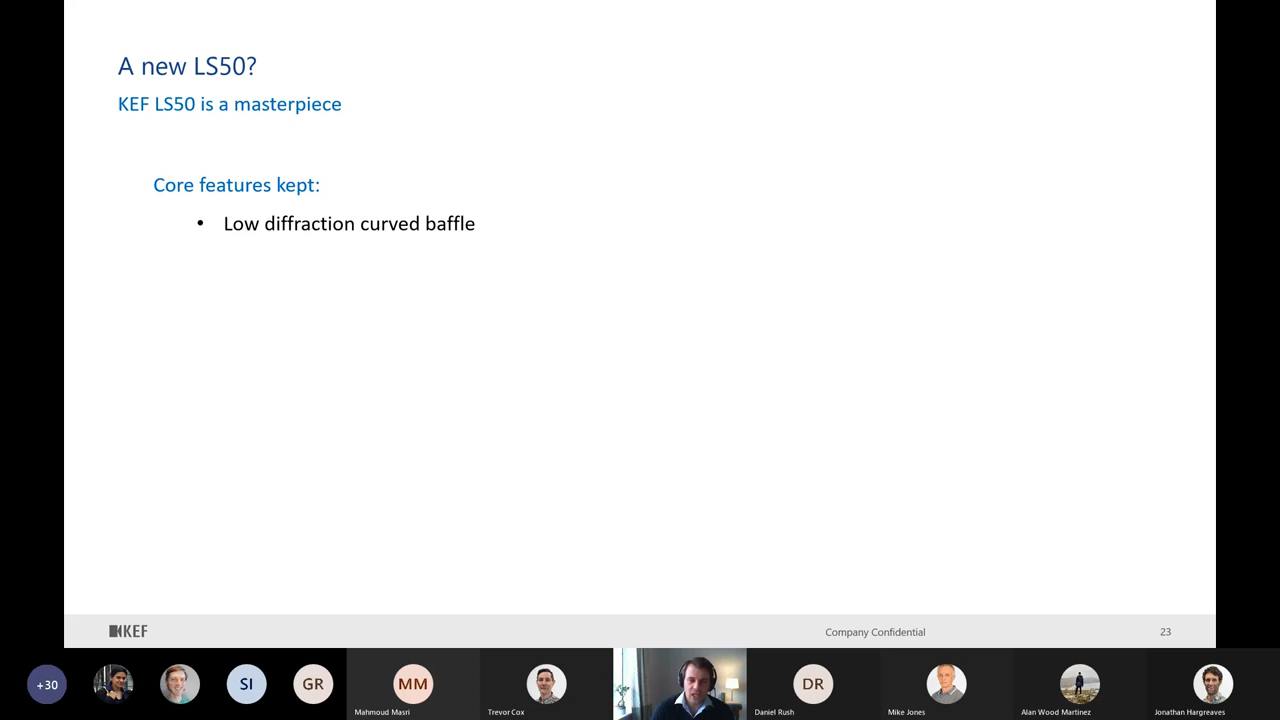 A new LS50?
KEF LS50 is a masterpiece
Core features kept:
• Low diffraction curved baffle
KEF
Company Confidential
23
+30
SI
GR
MM
DR
Mahmoud Masri
Trevor Cox
Daniel Rush
Mike Jones
Alan Wood Martinez
Jonathan Hargreaves